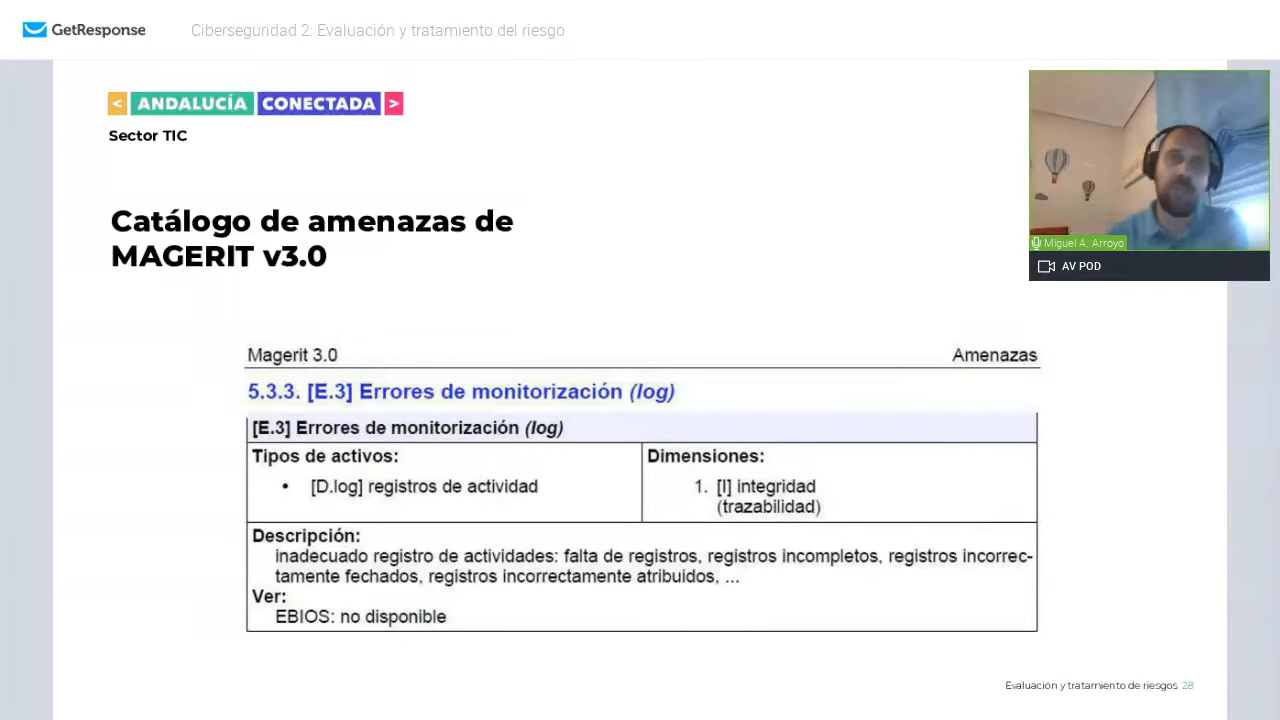 GetResponse
Ciberseguridad 2: Evaluación y tratamiento del riesgo
< ANDALUCÍA CONECTADA >
Sector TIC
Miguel A. Arroyo
AV POD
Catálogo de amenazas de
MAGERIT v3.0
Magerit 3.0 Amenazas
5.3.3. [E.3] Errores de monitorización (log)
[E.3] Errores de monitorización (log)
Tipos de activos: Dimensiones:
• [D.log] registros de actividad 1. [I] integridad
(trazabilidad)
Descripción:
inadecuado registro de actividades: falta de registros, registros incompletos, registros incorrec-
tamente fechados, registros incorrectamente atribuidos, ...
Ver:
EBIOS: no disponible
Evaluación y tratamiento de riesgos 28